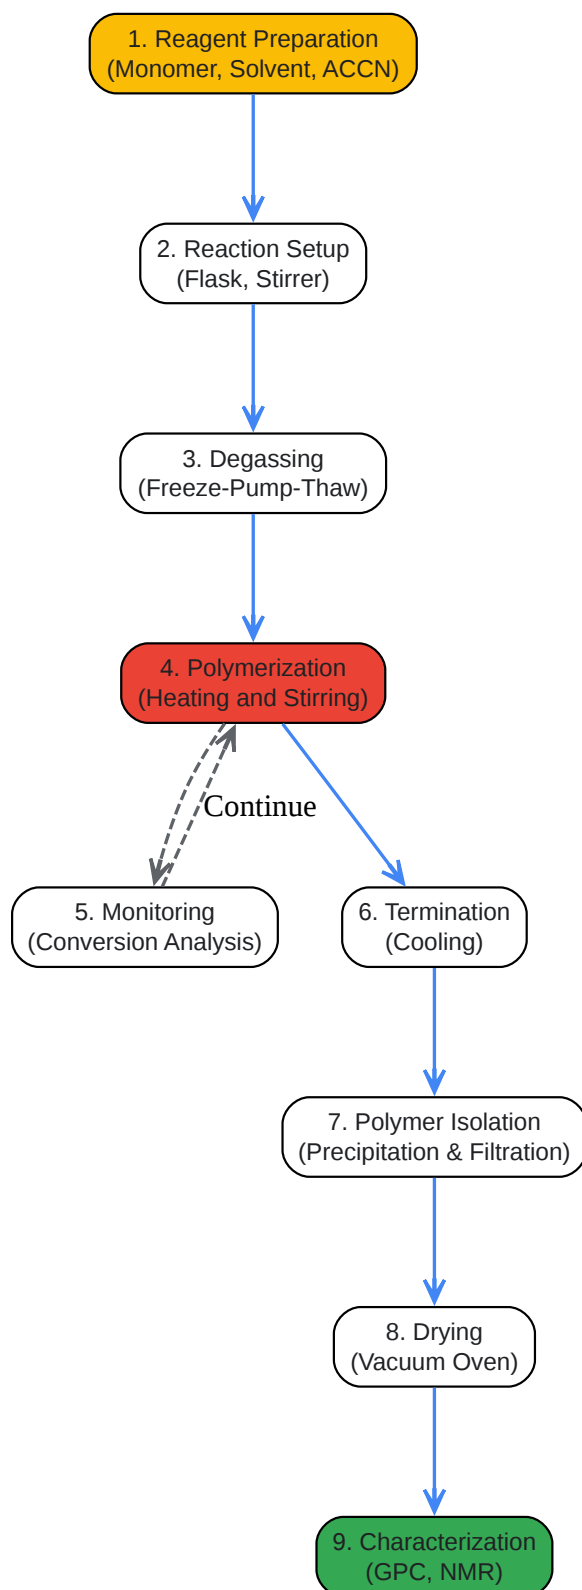 1. Reagent Preparation
(Monomer, Solvent, ACCN)
2. Reaction Setup
(Flask, Stirrer)
3. Degassing
(Freeze-Pump-Thaw)
4. Polymerization
(Heating and Stirring)
Continue
5. Monitoring
(Conversion Analysis)
6. Termination
(Cooling)
7. Polymer Isolation
(Precipitation & Filtration)
8. Drying
(Vacuum Oven)
9. Characterization
(GPC, NMR)